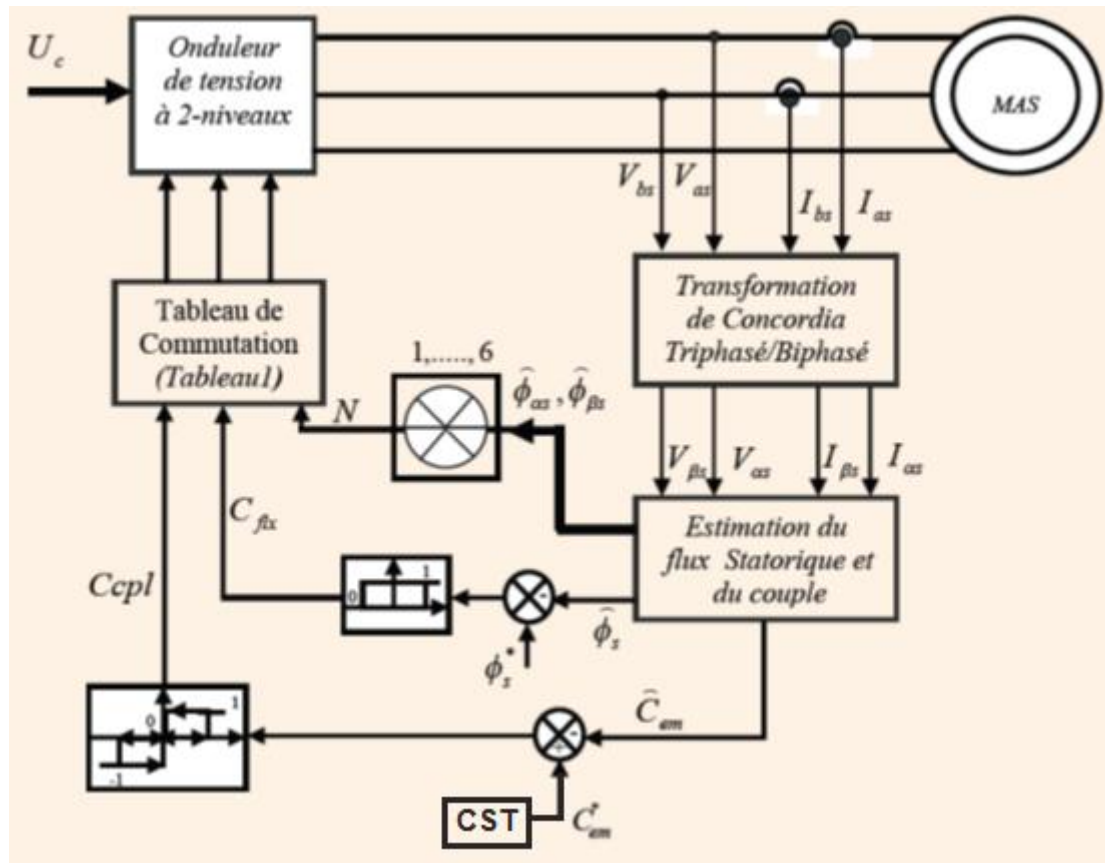 U_c
Onduleur
de tension
à 2-niveaux
MAS
V_bs V_as
I_bs I_as
Transformation
de Concordia
Triphasé/Biphasé
Tableau de
Commutation
(Tableau1)
1,....., 6
N
ϕ̂_αs , ϕ̂_βs
V_βs V_αs I_βs I_αs
Estimation du
flux Statorique et
du couple
C_flx
0 1
-
ϕ̂_s
ϕ_s*
Ccpl
0 1
-1
-
+
Ĉ_em
CST
C_em*